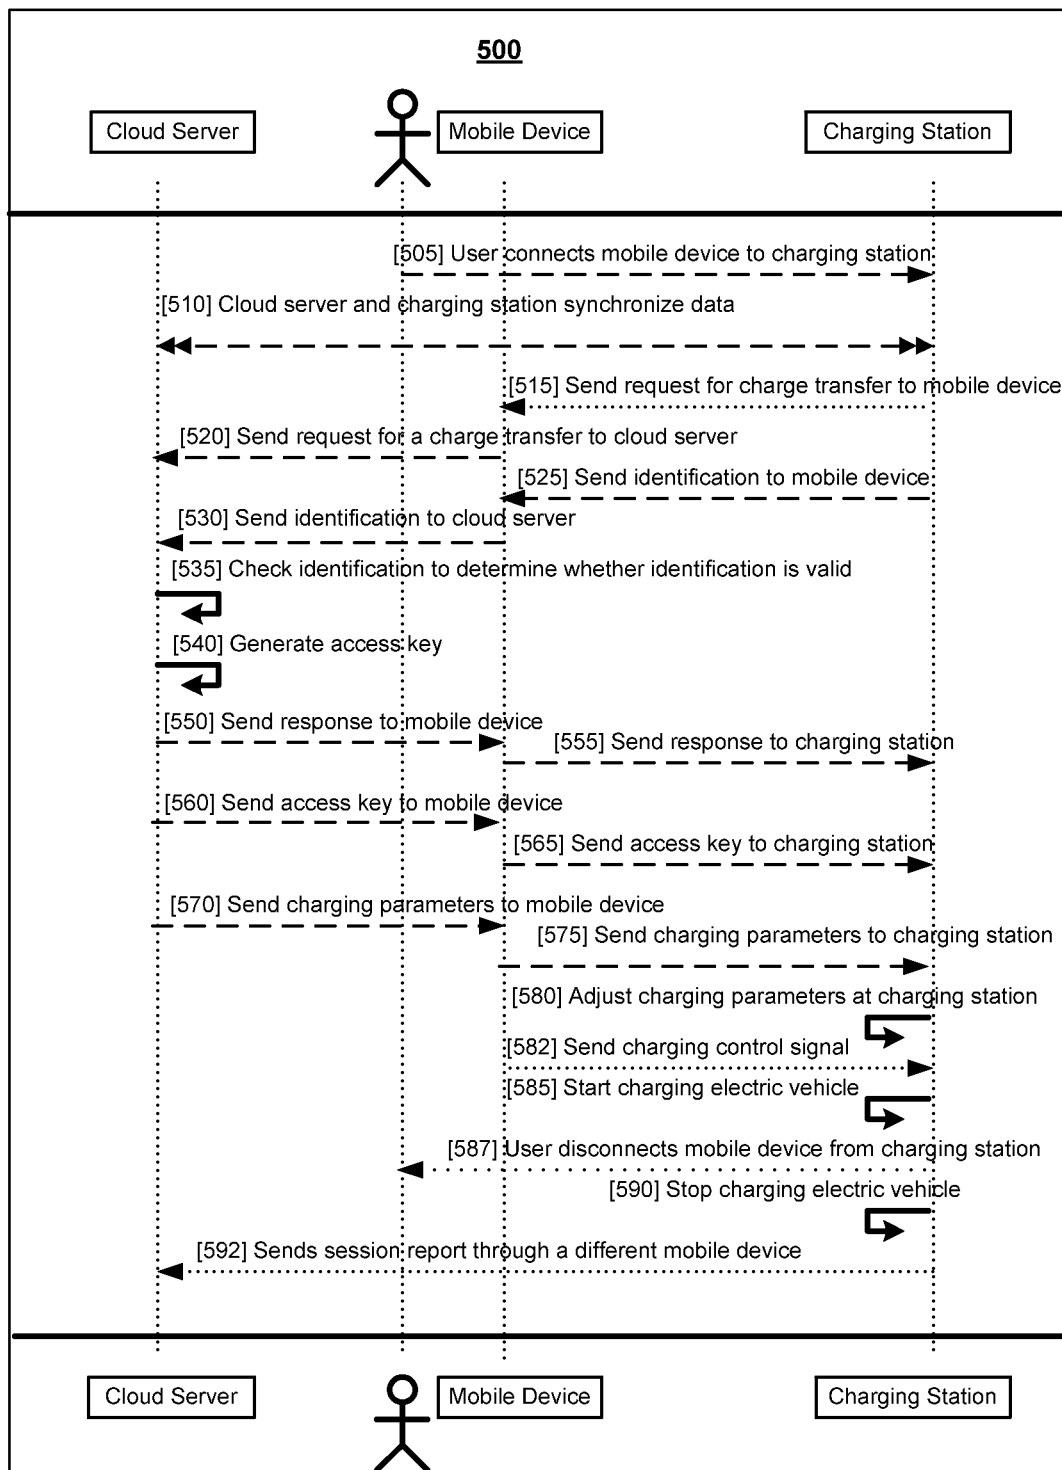 500
Cloud Server
Mobile Device
Charging Station
[505] User connects mobile device to charging station
[510] Cloud server and charging station synchronize data
[515] Send request for charge transfer to mobile device
[520] Send request for a charge transfer to cloud server
[525] Send identification to mobile device
[530] Send identification to cloud server
[535] Check identification to determine whether identification is valid
[540] Generate access key
[550] Send response to mobile device
[555] Send response to charging station
[560] Send access key to mobile device
[565] Send access key to charging station
[570] Send charging parameters to mobile device
[575] Send charging parameters to charging station
[580] Adjust charging parameters at charging station
[582] Send charging control signal
[585] Start charging electric vehicle
[587] User disconnects mobile device from charging station
[590] Stop charging electric vehicle
[592] Sends session report through a different mobile device
Cloud Server
Mobile Device
Charging Station